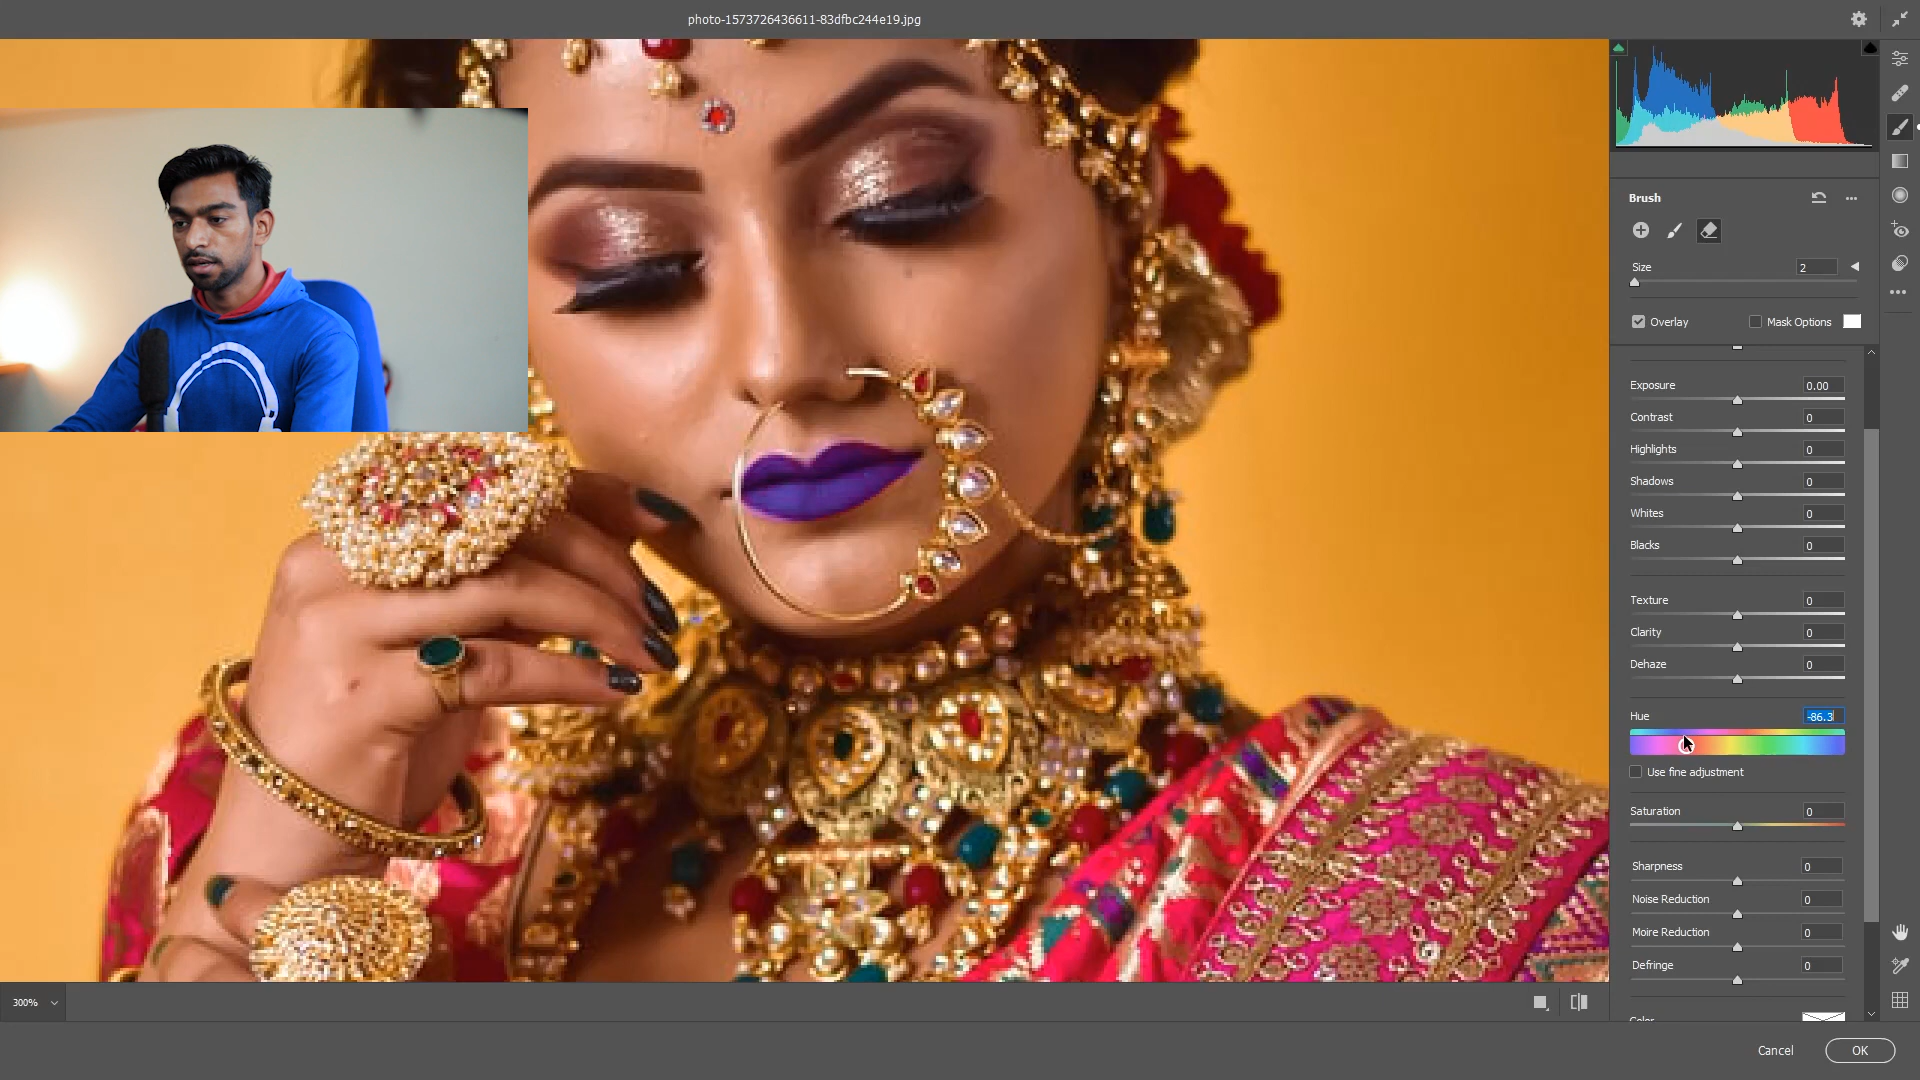 photo-1573726436611-83dfbc244e19.jpg
Brush
Size 2
Overlay Mask Options
Exposure 0.00
Contrast 0
Highlights 0
Shadows 0
Whites 0
Blacks 0
Texture 0
Clarity 0
Dehaze 0
Hue -86.3
Use fine adjustment
Saturation 0
Sharpness 0
Noise Reduction 0
Moire Reduction 0
Defringe 0
Color
300%
Cancel OK